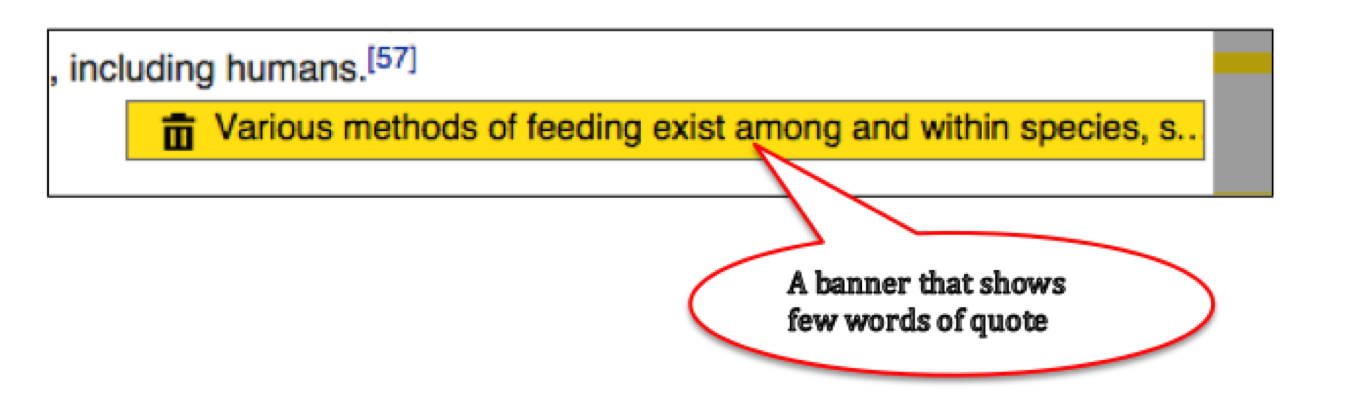 , including humans.[57]
Various methods of feeding exist among and within species, s...
A banner that shows
few words of quote